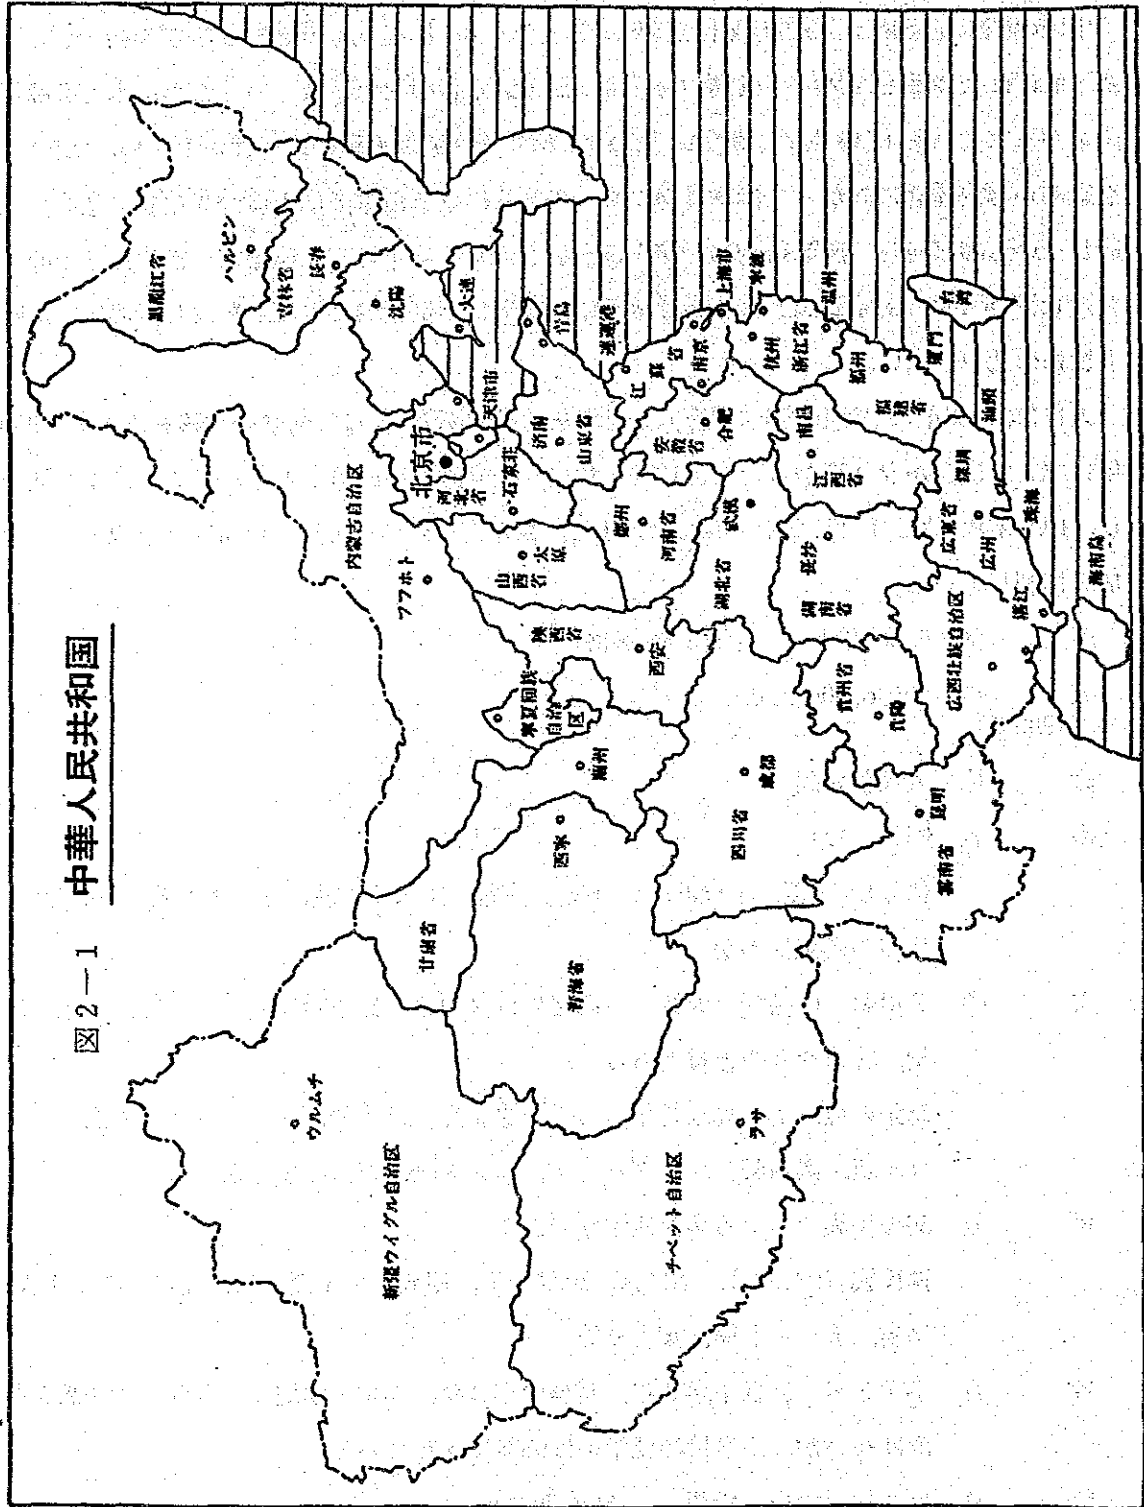 図2－1　中華人民共和国
黒龍江省
ハルビン
吉林省
長春
瀋陽
大連
内蒙古自治区
フフホト
北京市
天津市
河北省
石家荘
済南
山東省
青島
連運港
江蘇省
南京
上海市
寧波
杭州
浙江省
温州
安徽省
合肥
山西省
太原
鄭州
河南省
陝西省
西安
寧夏回族自治区
蘭州
甘粛省
西寧
青海省
新疆ウイグル自治区
ウルムチ
チベット自治区
ラサ
四川省
成都
湖北省
武漢
湖南省
長沙
江西省
南昌
福建省
福州
厦門
台湾
汕頭
深圳
広東省
広州
珠海
湛江
海南島
広西壮族自治区
貴州省
貴陽
雲南省
昆明